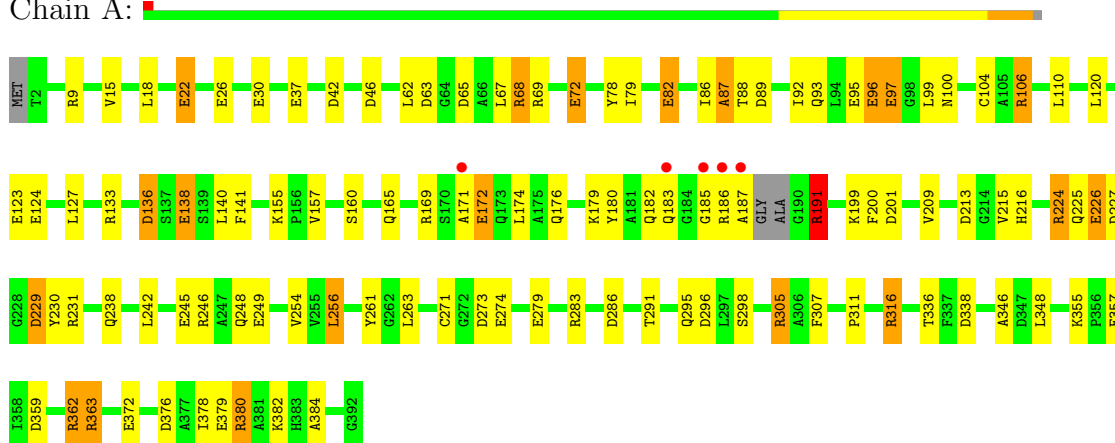 Chain A:
MET T2 R9 V15 L18 E22 E26 E30 E37 D42 D46 L62 D63 G64 D65 A66 L67 R68 R69 E72 Y78 I79 E82 I86 A87 T88 D89 I92 Q93 L94 E95 E96 E97 G98 L99 N100 C104 A105 R106 L110 L120
E123 E124 L127 R133 D136 S137 E138 S139 L140 F141 K155 P156 V157 S160 Q165 R169 S170 A171 E172 Q173 L174 A175 Q176 K179 Y180 A181 Q182 Q183 G184 G185 R186 A187 GLY ALA G190 R191 K199 F200 D201 V209 D213 G214 V215 H216 R224 Q225 E226 D227
G228 D229 Y230 R231 Q238 L242 E245 R246 A247 Q248 E249 V254 V255 L256 Y261 G262 L263 C271 G272 D273 E274 E279 R283 D286 T291 Q295 D296 L297 S298 R305 A306 F307 P311 R316 T336 F337 D338 A346 D347 L348 K355 P356 E357
I358 D359 R362 R363 E372 D376 A377 I378 E379 R380 A381 K382 H383 A384 G392